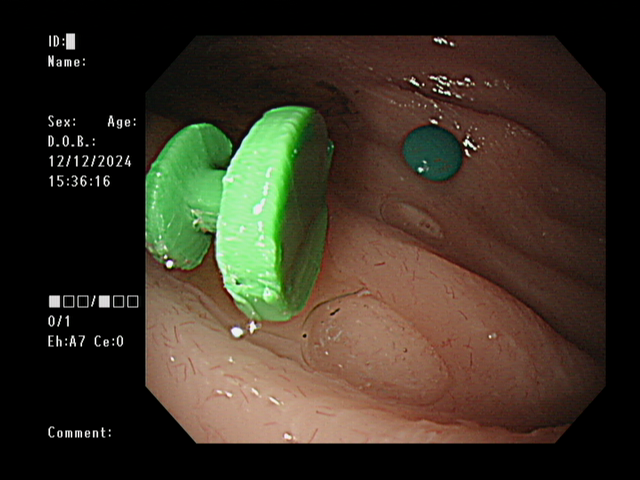 ID:
Name:
Sex: Age:
D.O.B.:
12/12/2024
15:36:16
■□□/■□□
0/1
Eh:A7 Ce:0
Comment: